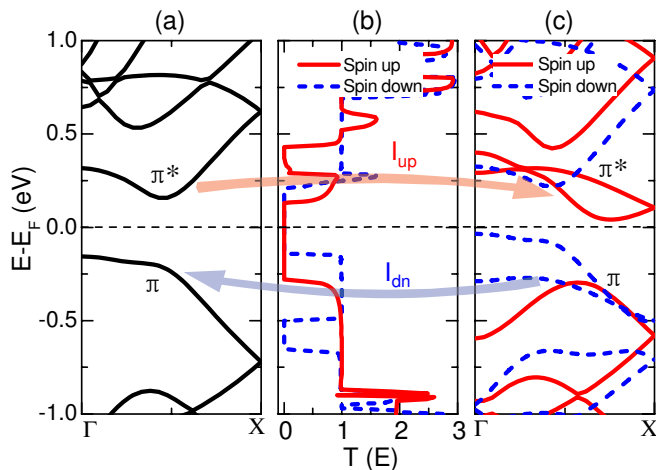 (a) (b) (c)
1.0
0.5
0.0
-0.5
-1.0
E-E_F (eV)
π*
π
Γ X
Spin up
Spin down
I_up
I_dn
0 1 2 3
T (E)
Spin up
Spin down
π*
π
Γ X